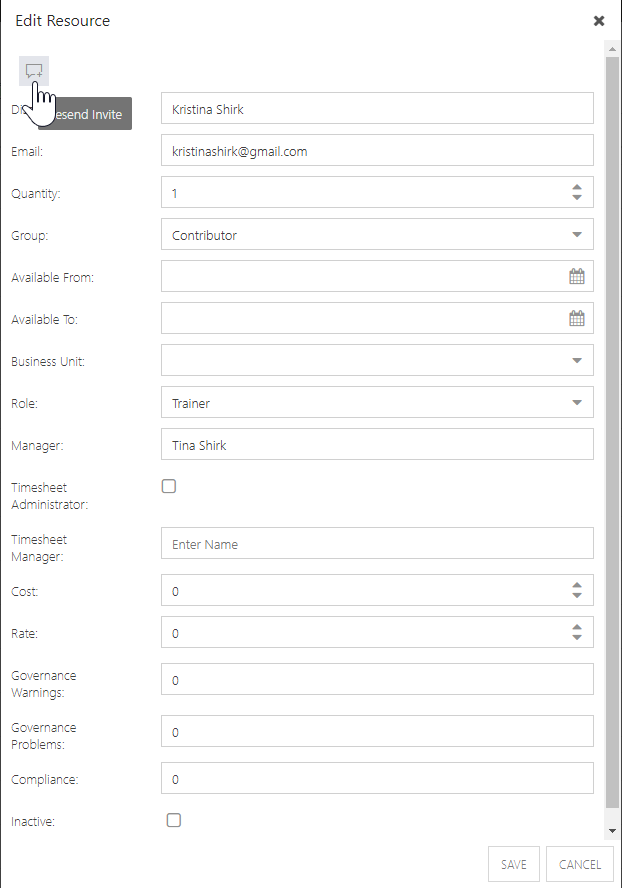 Edit Resource
esend Invite
Kristina Shirk
Email: kristinashirk@gmail.com
Quantity: 1
Group: Contributor
Available From:
Available To:
Business Unit:
Role: Trainer
Manager: Tina Shirk
Timesheet
Administrator:
Timesheet
Manager:
Enter Name
Cost: 0
Rate: 0
Governance
Warnings:
0
Governance
Problems:
0
Compliance: 0
Inactive:
SAVE CANCEL